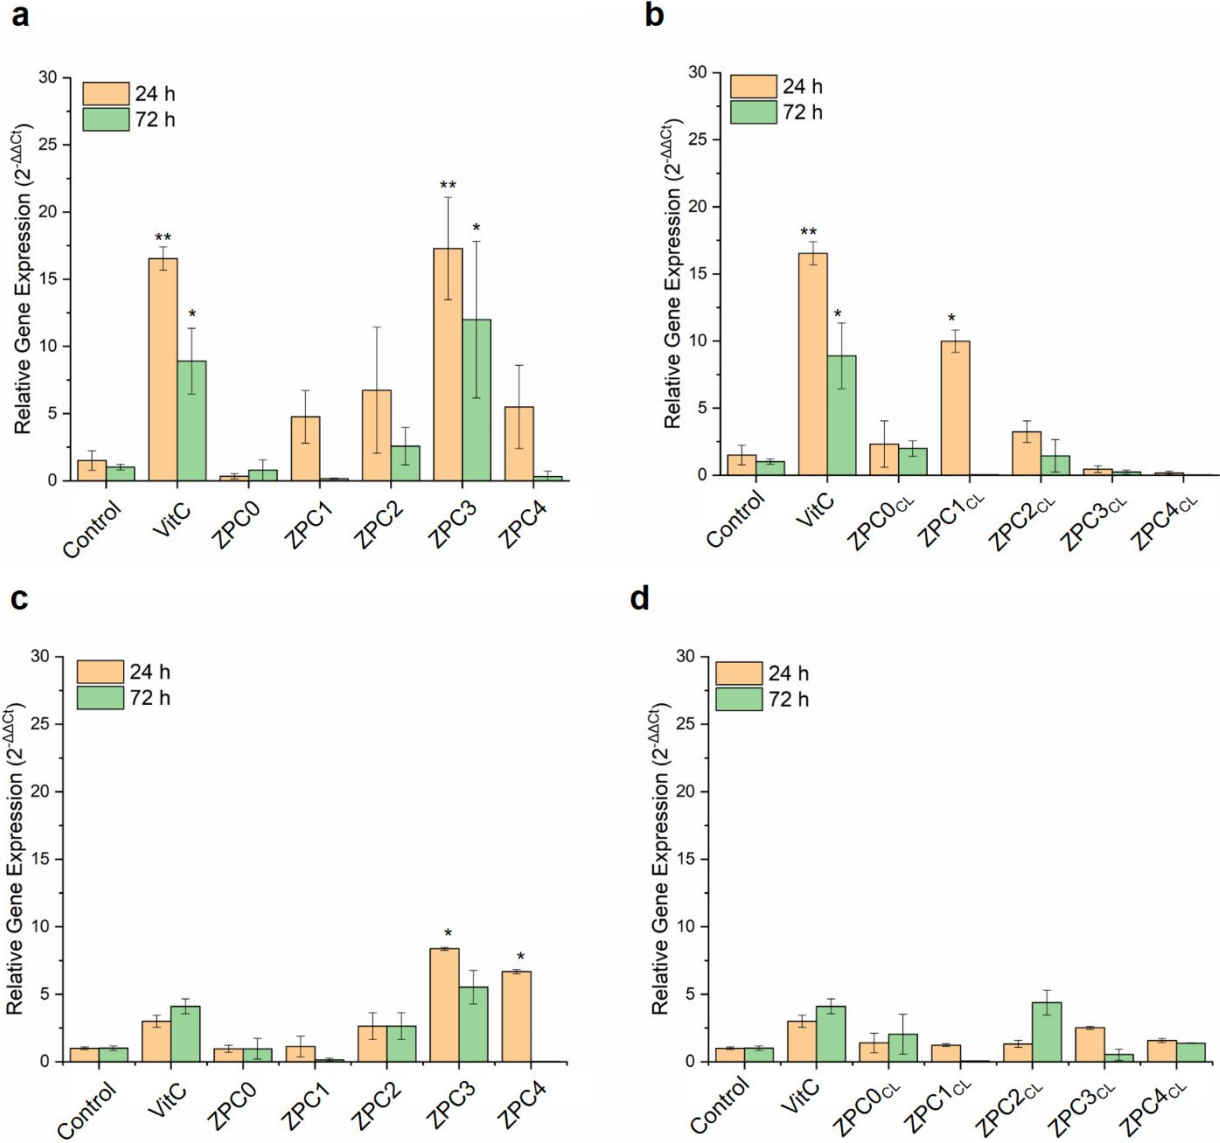 a
Relative Gene Expression (2-ΔΔCt)
30
25
20
15
10
5
0
24 h
72 h
**
*
**
*
Control
VitC
ZPC0
ZPC1
ZPC2
ZPC3
ZPC4
b
Relative Gene Expression (2-ΔΔCt)
30
25
20
15
10
5
0
24 h
72 h
**
*
*
Control
VitC
ZPC0CL
ZPC1CL
ZPC2CL
ZPC3CL
ZPC4CL
c
Relative Gene Expression (2-ΔΔCt)
30
25
20
15
10
5
0
24 h
72 h
*
*
Control
VitC
ZPC0
ZPC1
ZPC2
ZPC3
ZPC4
d
Relative Gene Expression (2-ΔΔCt)
30
25
20
15
10
5
0
24 h
72 h
Control
VitC
ZPC0CL
ZPC1CL
ZPC2CL
ZPC3CL
ZPC4CL